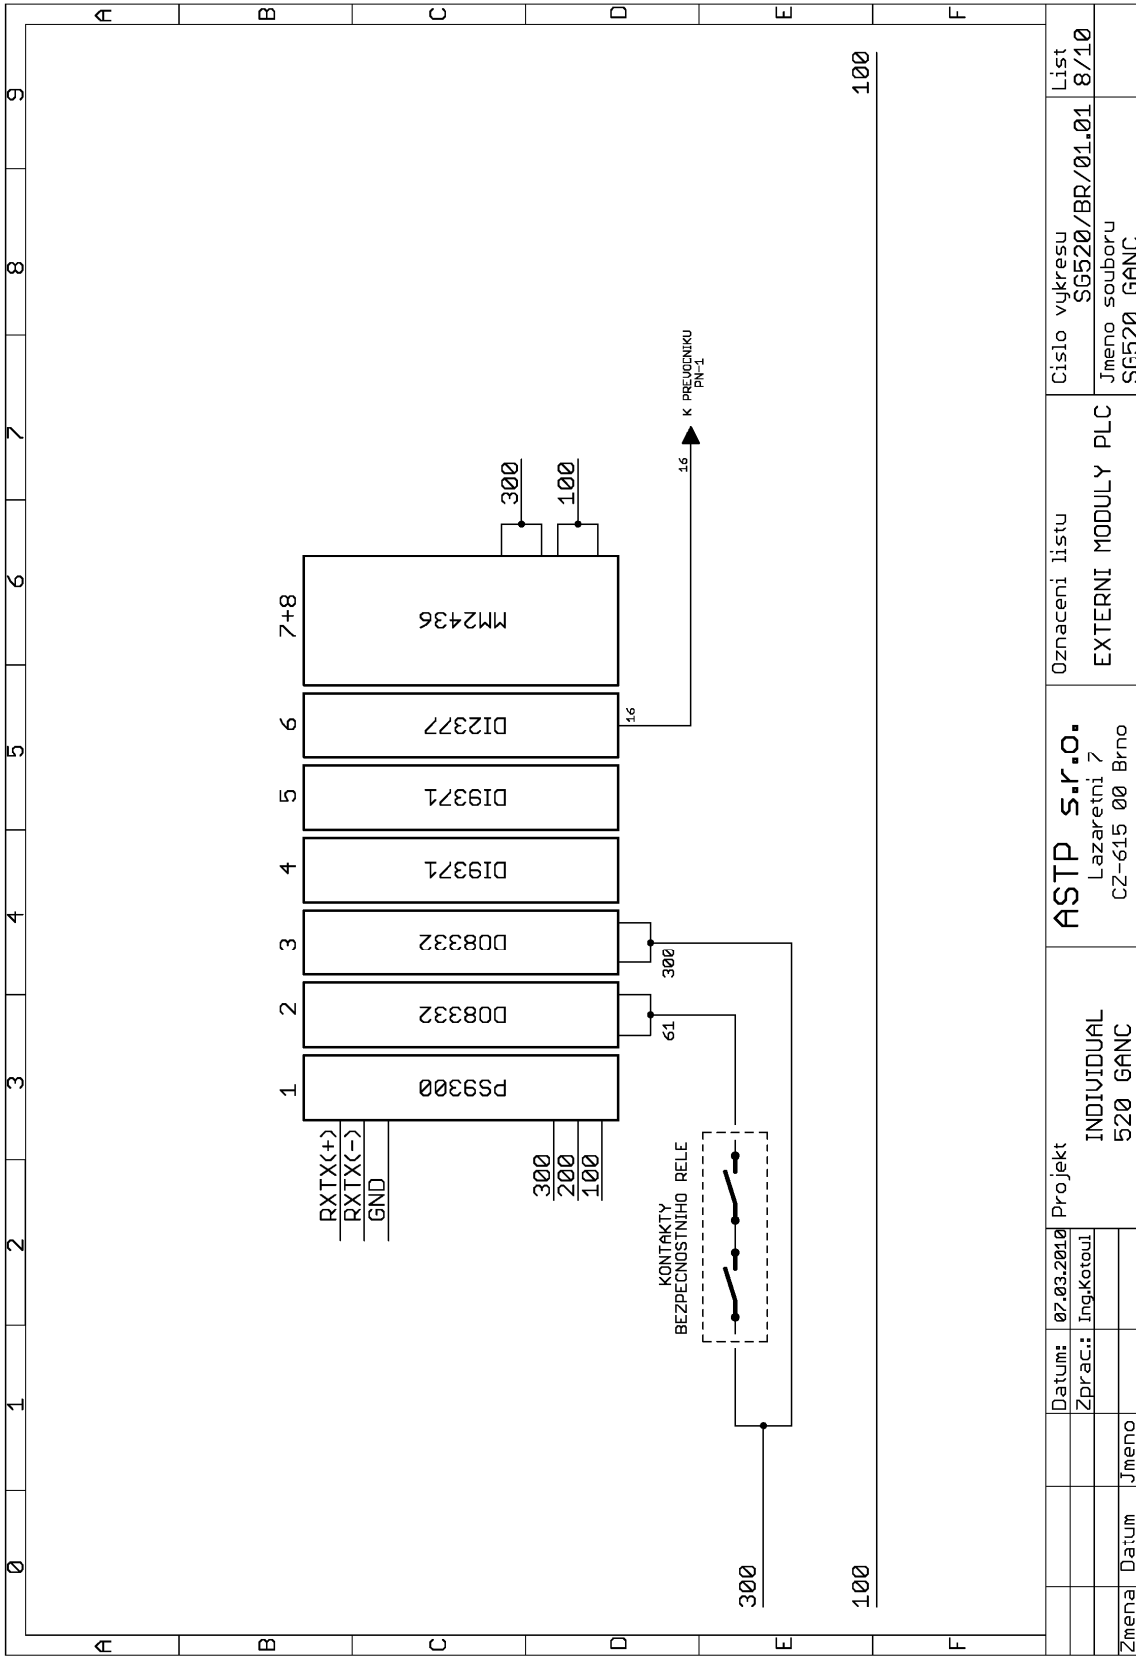 0 1 2 3 4 5 6 7 8 9
A
B
C
D
E
F
A
B
C
D
E
F
1 2 3 4 5 6 7+8
PS9300
DO8332
DO8332
DI9371
DI9371
DI2377
MM2436
RXTX(+)
RXTX(-)
GND
300
200
100
61
300
16
300
100
16
K PREVOCNIKU
PN-1
KONTAKTY
BEZPECNOSTNIHO RELE
300
100
100
Zmena Datum Jmeno
Datum: 07.03.2010
Zprac.: Ing.Kotoul
Projekt
INDIVIDUAL
520 GANC
ASTP s.r.o.
Lazaretni 7
CZ-615 00 Brno
Oznaceni listu
EXTERNI MODULY PLC
Cislo vykresu
SG520/BR/01.01
Jmeno souboru
SG520 GANC
List
8/10